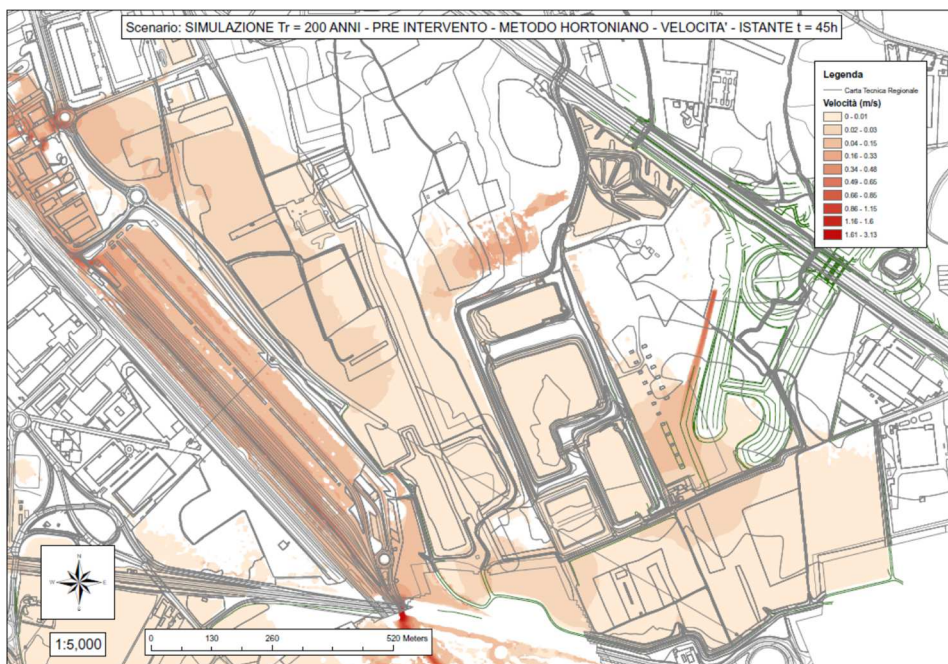 Scenario: SIMULAZIONE Tr = 200 ANNI - PRE INTERVENTO - METODO HORTONIANO - VELOCITA' - ISTANTE t = 45h
Legenda
Carta Tecnica Regionale
Velocità (m/s)
0 - 0.01
0.02 - 0.03
0.04 - 0.15
0.16 - 0.33
0.34 - 0.48
0.49 - 0.65
0.66 - 0.85
0.86 - 1.15
1.16 - 1.6
1.61 - 3.13
N
W E
S
1:5,000
0 130 260 520 Meters